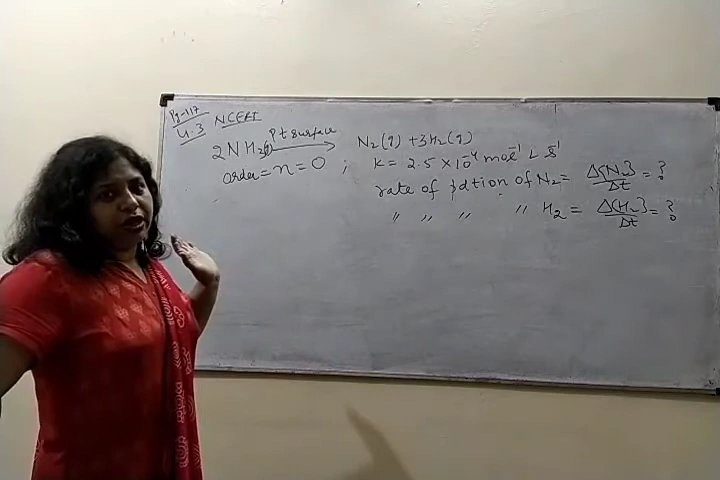 Pg-117
4.3 NCERT
2NH3(g) Pt surface → N2(g) + 3H2(g)
order = n = 0 ; K = 2.5 × 10⁻⁴ mol⁻¹ L S⁻¹
rate of pdtion of N2 = Δ[N2]/Δt = ?
" " " " H2 = Δ[H2]/Δt = ?